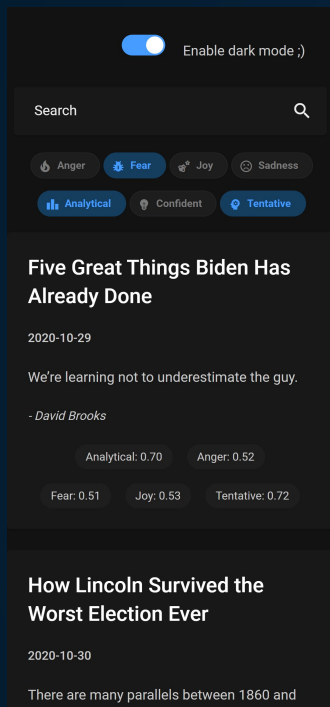 Enable dark mode ;)
Search
Anger Fear Joy Sadness
Analytical Confident Tentative
Five Great Things Biden Has
Already Done
2020-10-29
We're learning not to underestimate the guy.
- David Brooks
Analytical: 0.70 Anger: 0.52
Fear: 0.51 Joy: 0.53 Tentative: 0.72
How Lincoln Survived the
Worst Election Ever
2020-10-30
There are many parallels between 1860 and